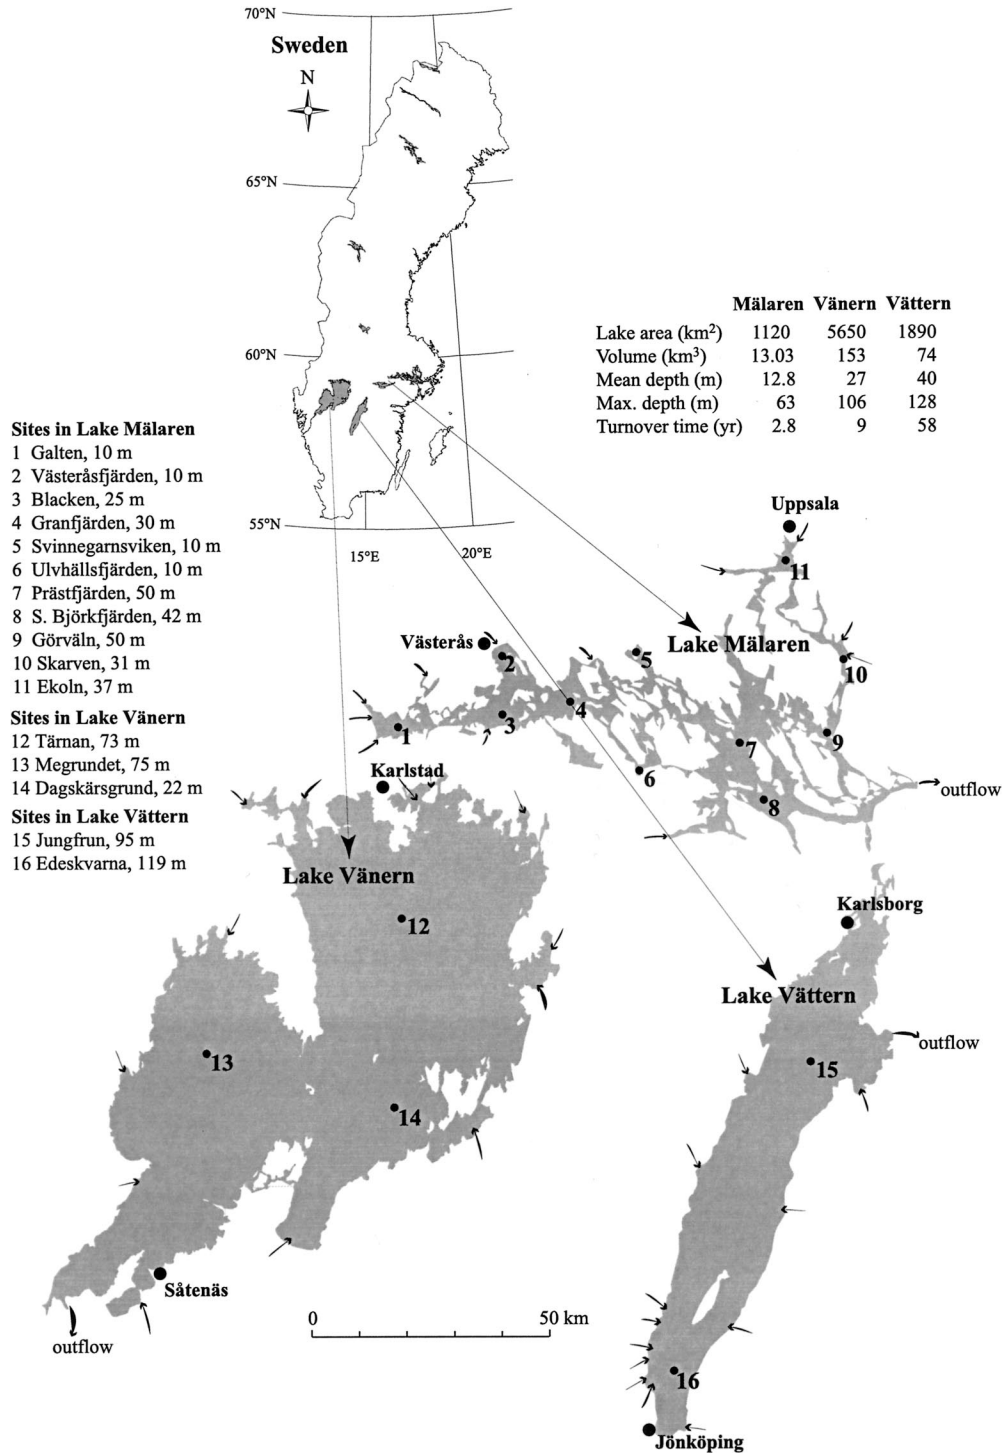 70°N
Sweden
N
65°N
60°N
55°N
15°E
20°E
Mälaren Vänern Vättern
Lake area (km²) 1120 5650 1890
Volume (km³) 13.03 153 74
Mean depth (m) 12.8 27 40
Max. depth (m) 63 106 128
Turnover time (yr) 2.8 9 58
Sites in Lake Mälaren
1 Galten, 10 m
2 Västeråsfjärden, 10 m
3 Blacken, 25 m
4 Granfjärden, 30 m
5 Svinnegarnsviken, 10 m
6 Ulvhällsfjärden, 10 m
7 Prästfjärden, 50 m
8 S. Björkfjärden, 42 m
9 Görväln, 50 m
10 Skarven, 31 m
11 Ekoln, 37 m
Sites in Lake Vänern
12 Tärnan, 73 m
13 Megrundet, 75 m
14 Dagskärsgrund, 22 m
Sites in Lake Vättern
15 Jungfrun, 95 m
16 Edeskvarna, 119 m
Uppsala
11
Västerås
Lake Mälaren
2
5
10
4
3
1
7
9
6
8
outflow
Karlstad
Lake Vänern
12
13
14
Såtenäs
outflow
0 50 km
Karlsborg
Lake Vättern
outflow
15
16
Jönköping